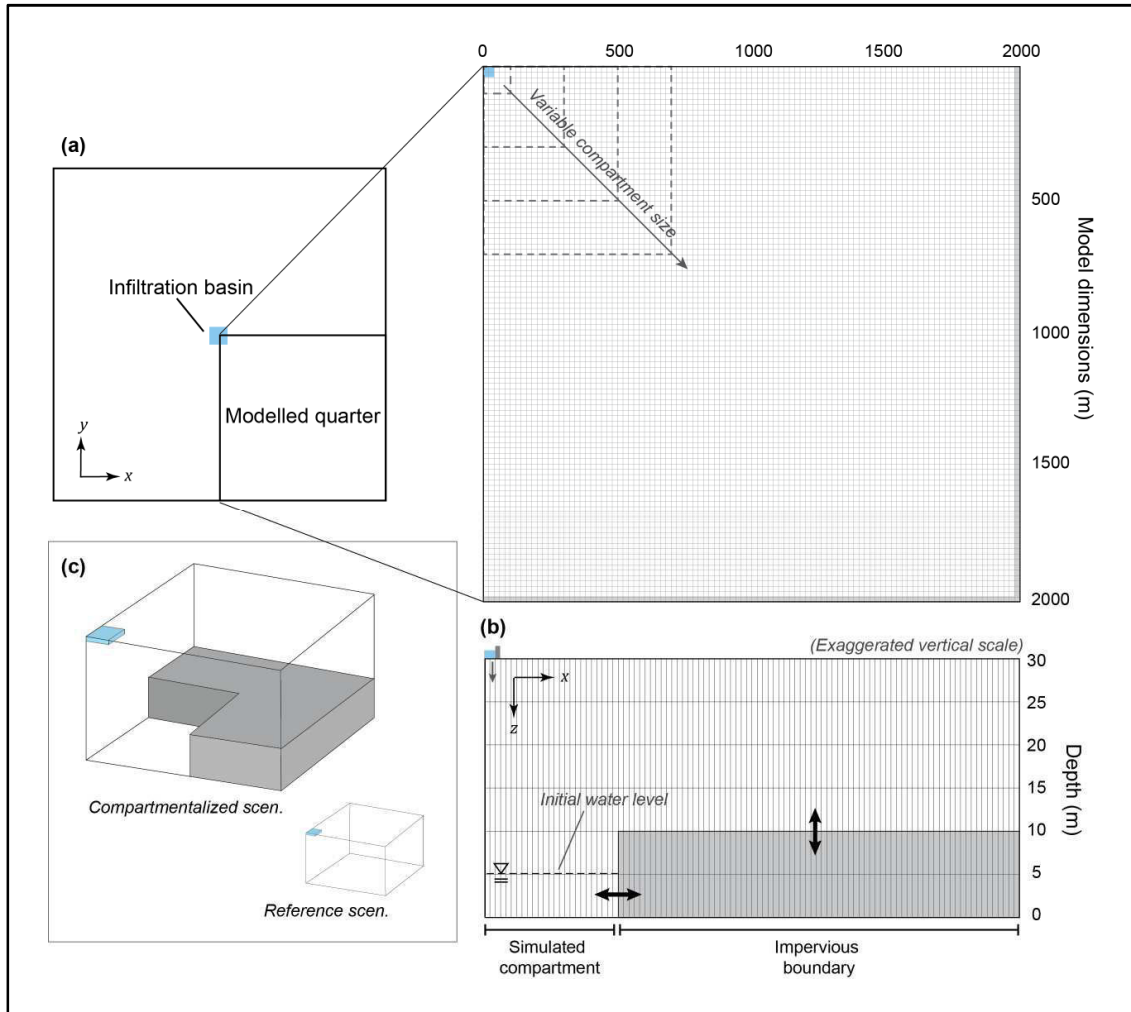 0 500 1000 1500 2000
Variable compartment size
(a)
Infiltration basin
Modelled quarter
y
x
500
1000
1500
2000
Model dimensions (m)
(c)
Compartmentalized scen.
Reference scen.
(b)
(Exaggerated vertical scale)
x
z
Initial water level
30
25
20
15
10
5
0
Depth (m)
Simulated
compartment
Impervious
boundary